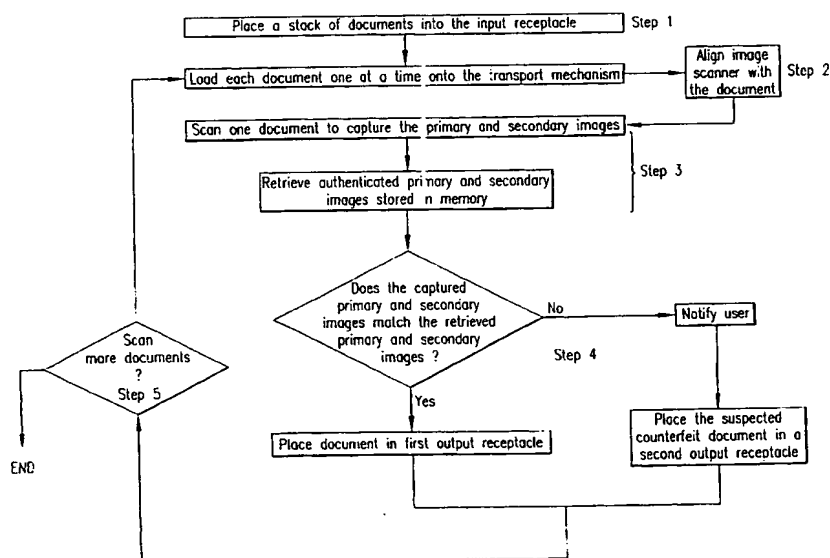 Place a stack of documents into the input receptacle
Step 1
Load each document one at a time onto the transport mechanism
Align image
scanner with
the document
Step 2
Scan one document to capture the primary and secondary images
Step 3
Retrieve authenticated primary and secondary
images stored n memory
Does the captured
primary and secondary
images match the retrieved
primary and secondary
images ?
No
Notify user
Step 4
Scan
more documents
?
Step 5
Yes
Place document in first output receptacle
Place the suspected
counterfeit document in a
second output receptacle
END